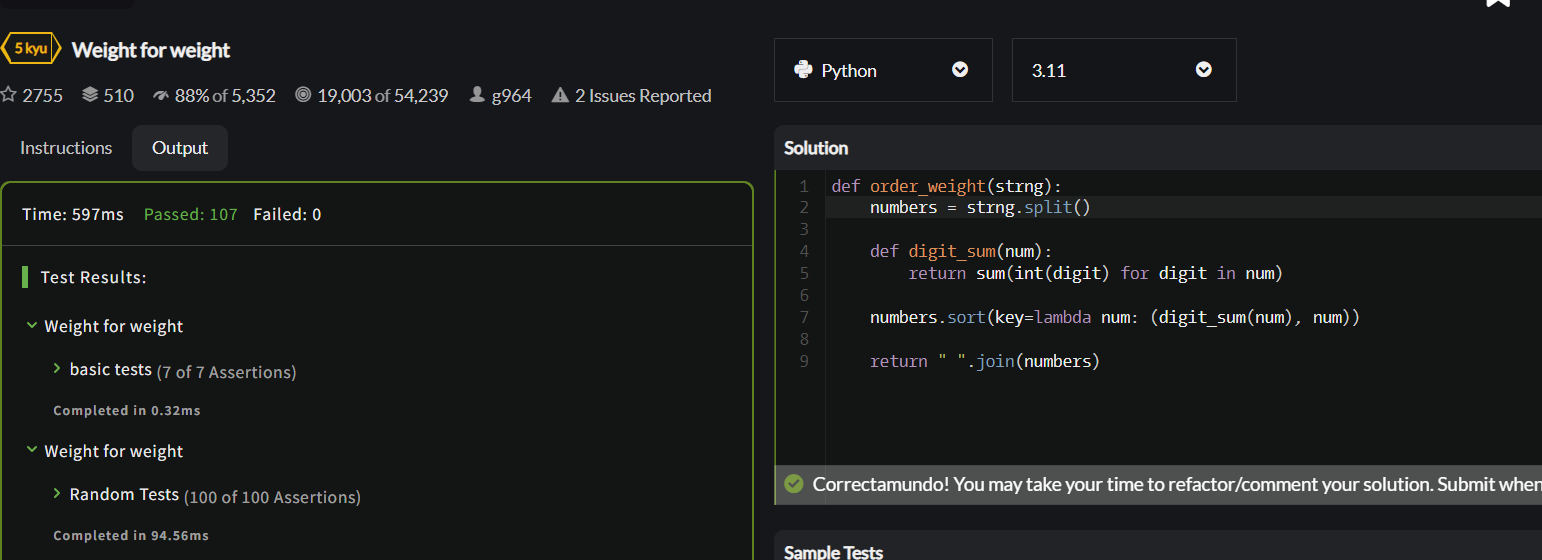 5 kyu Weight for weight
2755 510 88% of 5,352 19,003 of 54,239 g964 2 Issues Reported
Python 3.11
Instructions Output
Time: 597ms Passed: 107 Failed: 0
Test Results:
Weight for weight
basic tests (7 of 7 Assertions)
Completed in 0.32ms
Weight for weight
Random Tests (100 of 100 Assertions)
Completed in 94.56ms
Solution
1 def order_weight(strng):
2     numbers = strng.split()
3
4     def digit_sum(num):
5         return sum(int(digit) for digit in num)
6
7     numbers.sort(key=lambda num: (digit_sum(num), num))
8
9     return " ".join(numbers)
Correctamundo! You may take your time to refactor/comment your solution. Submit when
Sample Tests